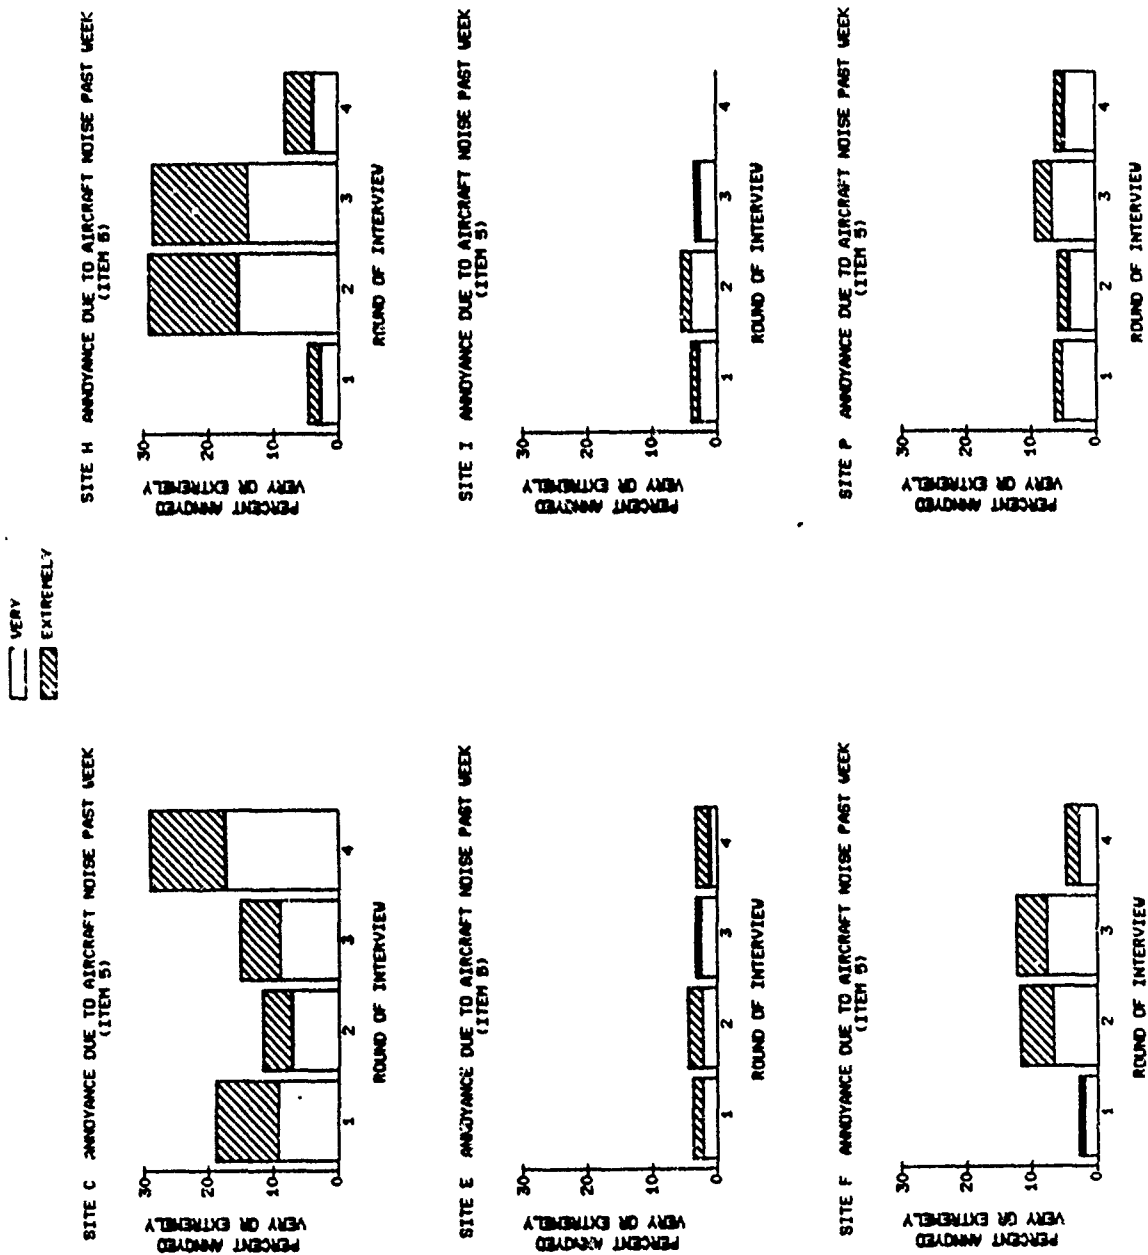 VERY
EXTREMELY
SITE C ANNOYANCE DUE TO AIRCRAFT NOISE PAST WEEK
(ITEM 5)
PERCENT ANNOYED
VERY OR EXTREMELY
30
20
10
0
1 2 3 4
ROUND OF INTERVIEW
SITE H ANNOYANCE DUE TO AIRCRAFT NOISE PAST WEEK
(ITEM 5)
PERCENT ANNOYED
VERY OR EXTREMELY
30
20
10
0
1 2 3 4
ROUND OF INTERVIEW
SITE E ANNOYANCE DUE TO AIRCRAFT NOISE PAST WEEK
(ITEM 5)
PERCENT ANNOYED
VERY OR EXTREMELY
30
20
10
0
1 2 3 4
ROUND OF INTERVIEW
SITE I ANNOYANCE DUE TO AIRCRAFT NOISE PAST WEEK
(ITEM 5)
PERCENT ANNOYED
VERY OR EXTREMELY
30
20
10
0
1 2 3 4
ROUND OF INTERVIEW
SITE F ANNOYANCE DUE TO AIRCRAFT NOISE PAST WEEK
(ITEM 5)
PERCENT ANNOYED
VERY OR EXTREMELY
30
20
10
0
1 2 3 4
ROUND OF INTERVIEW
SITE P ANNOYANCE DUE TO AIRCRAFT NOISE PAST WEEK
(ITEM 5)
PERCENT ANNOYED
VERY OR EXTREMELY
30
20
10
0
1 2 3 4
ROUND OF INTERVIEW